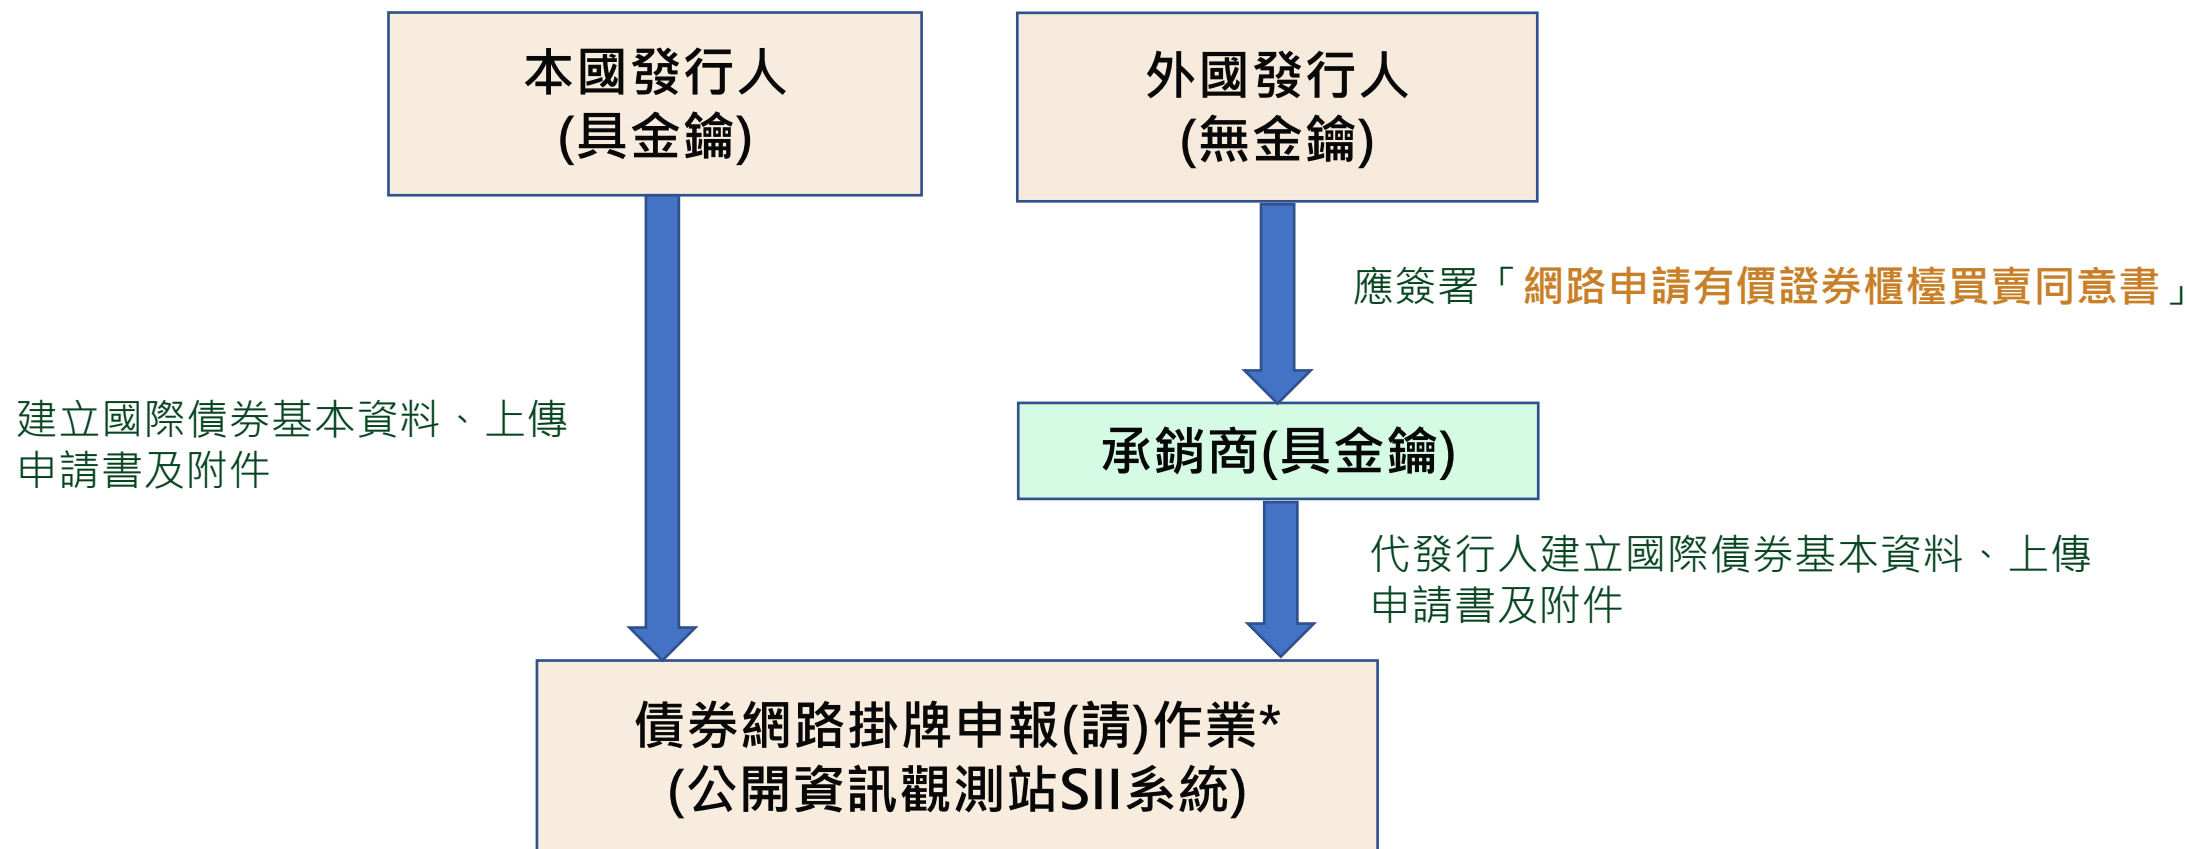 本國發行人
(具金鑰)
外國發行人
(無金鑰)
應簽署「網路申請有價證券櫃檯買賣同意書」
建立國際債券基本資料、上傳
申請書及附件
承銷商(具金鑰)
代發行人建立國際債券基本資料、上傳
申請書及附件
債券網路掛牌申報(請)作業*
(公開資訊觀測站SII系統)